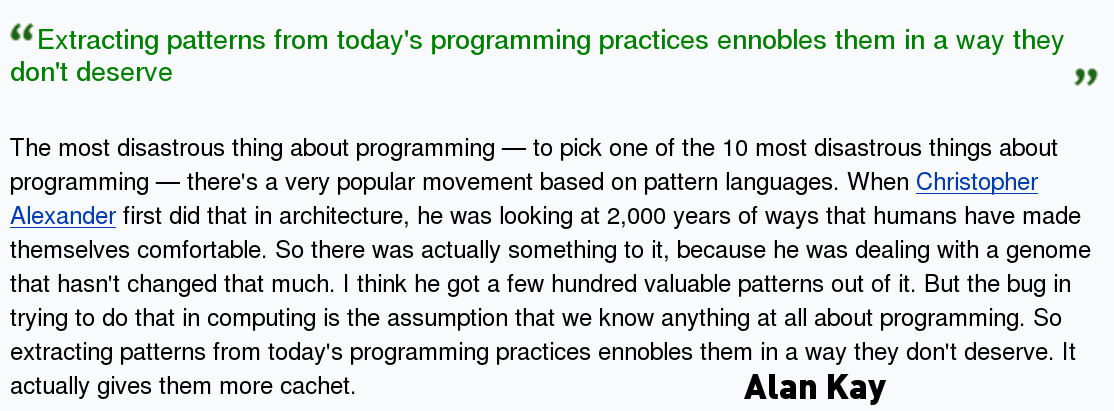 “Extracting patterns from today's programming practices ennobles them in a way they
don't deserve ”
The most disastrous thing about programming — to pick one of the 10 most disastrous things about
programming — there's a very popular movement based on pattern languages. When Christopher
Alexander first did that in architecture, he was looking at 2,000 years of ways that humans have made
themselves comfortable. So there was actually something to it, because he was dealing with a genome
that hasn't changed that much. I think he got a few hundred valuable patterns out of it. But the bug in
trying to do that in computing is the assumption that we know anything at all about programming. So
extracting patterns from today's programming practices ennobles them in a way they don't deserve. It
actually gives them more cachet.
Alan Kay